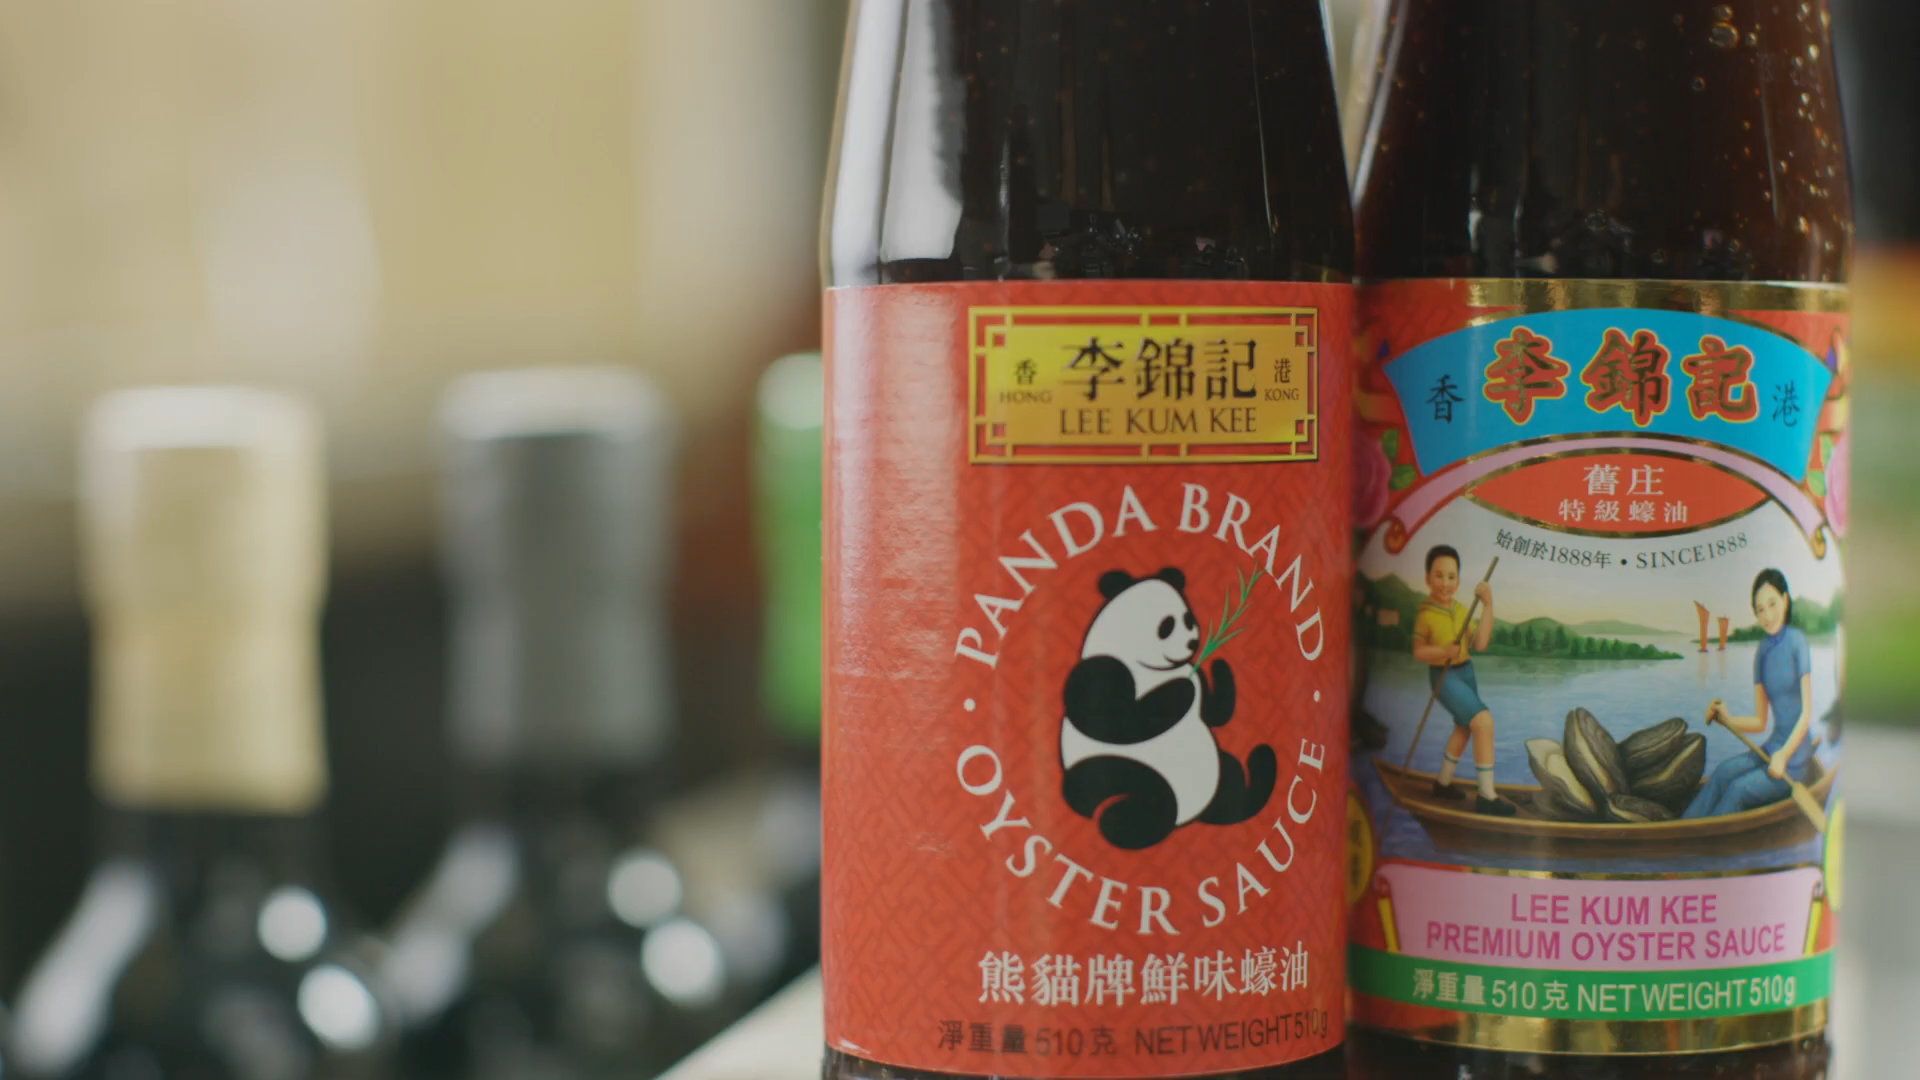 香 李錦記 港
HONG LEE KUM KEE KONG
PANDA BRAND
· OYSTER SAUCE ·
熊貓牌鮮味蠔油
淨重量510克 NET WEIGHT 510g
香 李錦記 港
舊庄
特級蠔油
始創於1888年 • SINCE1888
LEE KUM KEE
PREMIUM OYSTER SAUCE
淨重量510克 NET WEIGHT 510g